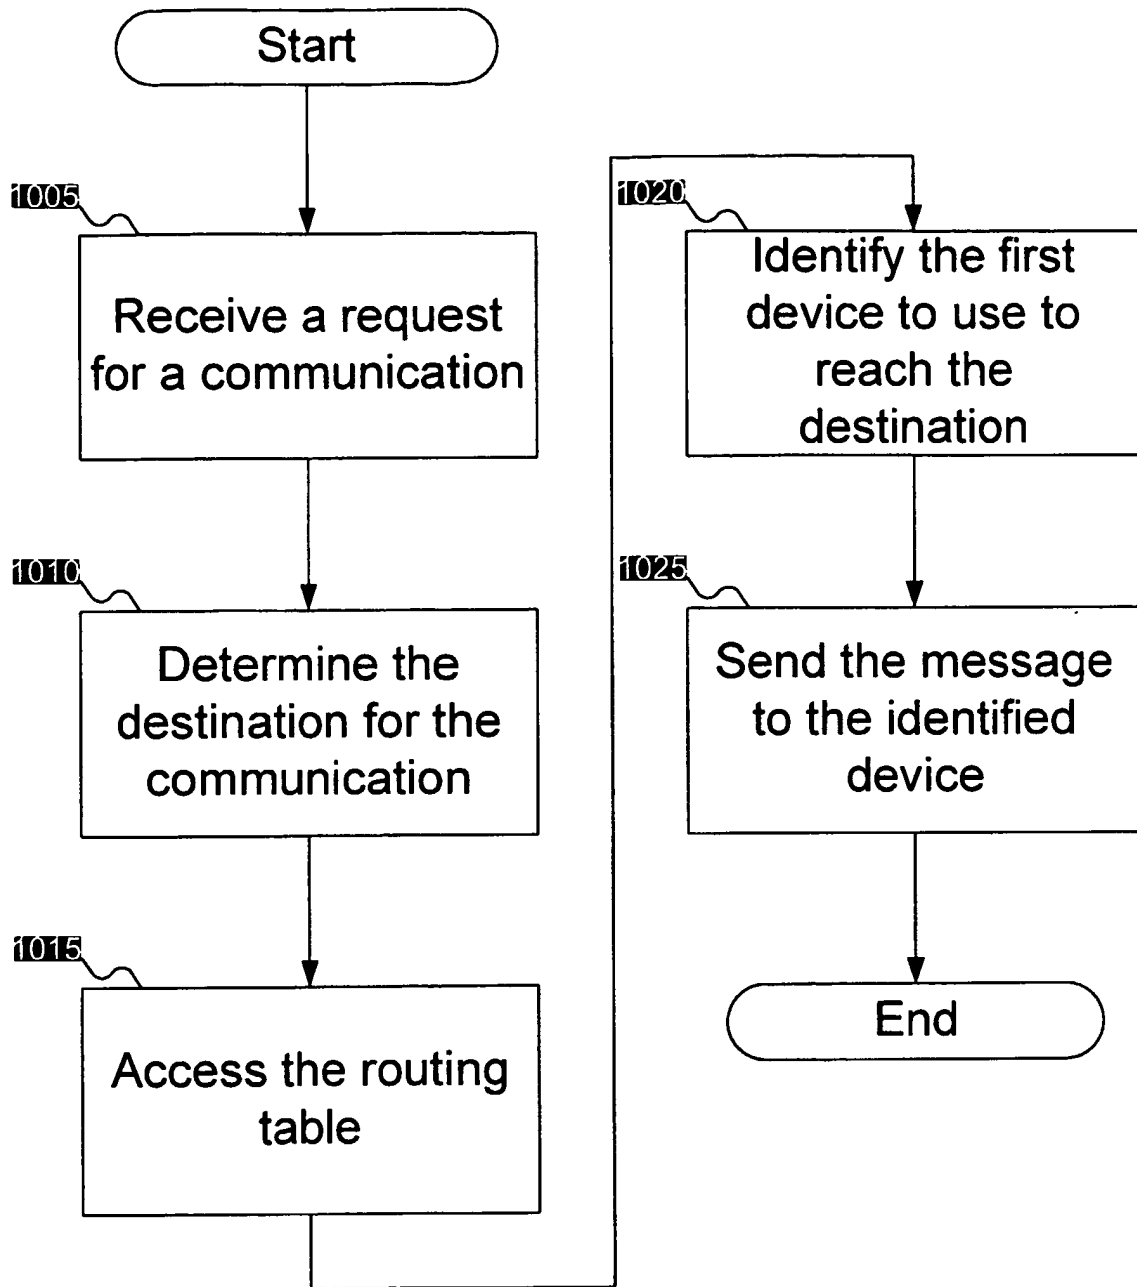 Start
1005
Receive a request
for a communication
1010
Determine the
destination for the
communication
1015
Access the routing
table
1020
Identify the first
device to use to
reach the
destination
1025
Send the message
to the identified
device
End